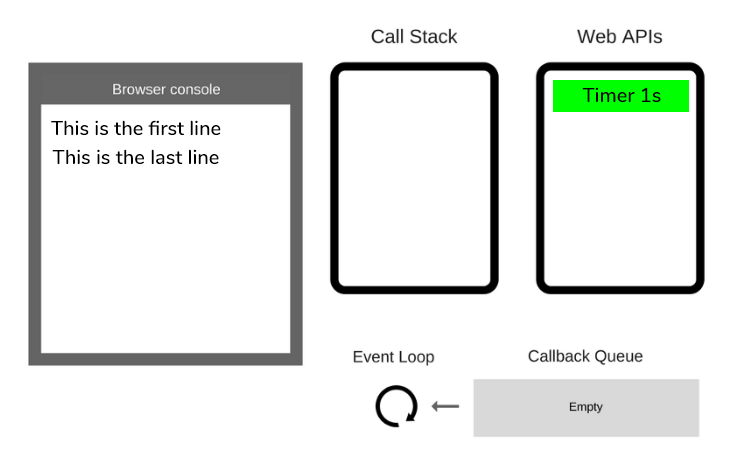 Call Stack
Web APIs
Browser console
This is the first line
This is the last line
Timer 1s
Event Loop
Callback Queue
Empty